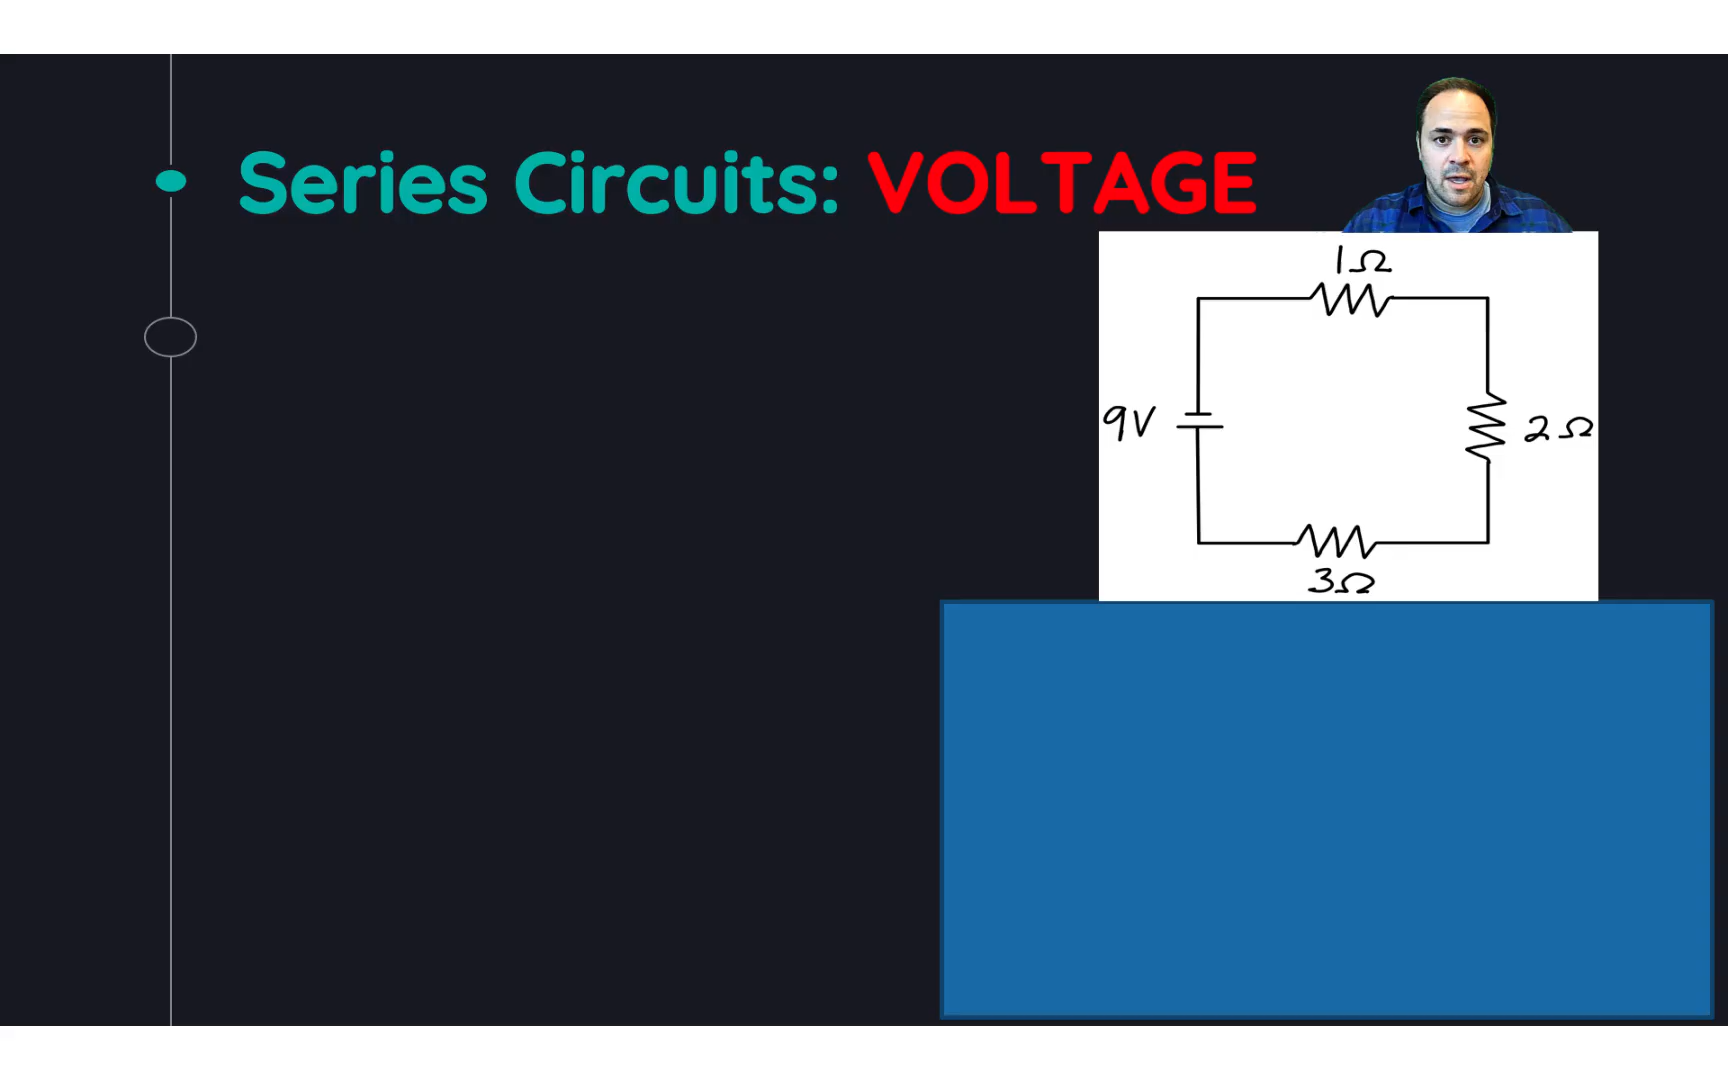 Series Circuits: VOLTAGE
1Ω
9V
2Ω
3Ω